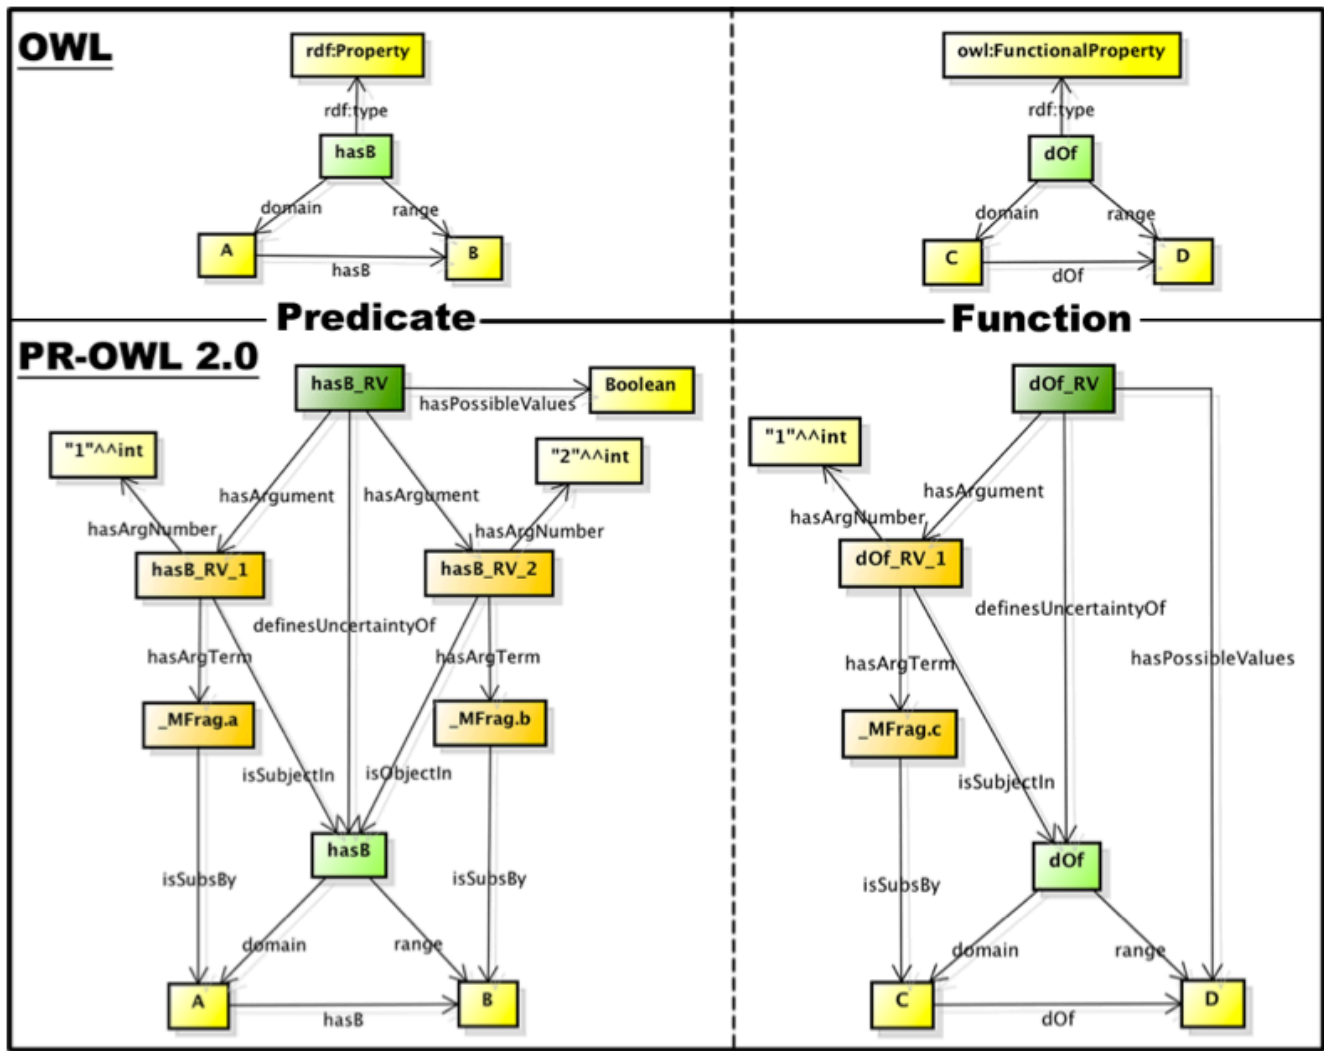 OWL
rdf:Property
rdf:type
hasB
domain
range
A
B
hasB
owl:FunctionalProperty
rdf:type
dOf
domain
range
C
D
dOf
Predicate
Function
PR-OWL 2.0
hasB_RV
hasPossibleValues
Boolean
"1"^^int
"2"^^int
hasArgument
hasArgument
hasArgNumber
hasArgNumber
hasB_RV_1
hasB_RV_2
definesUncertaintyOf
hasArgTerm
hasArgTerm
_MFrag.a
_MFrag.b
isSubjectIn
isObjectIn
hasB
isSubsBy
isSubsBy
domain
range
A
B
hasB
dOf_RV
"1"^^int
hasArgument
hasArgNumber
dOf_RV_1
definesUncertaintyOf
hasArgTerm
hasPossibleValues
_MFrag.c
isSubjectIn
dOf
isSubsBy
domain
range
C
D
dOf